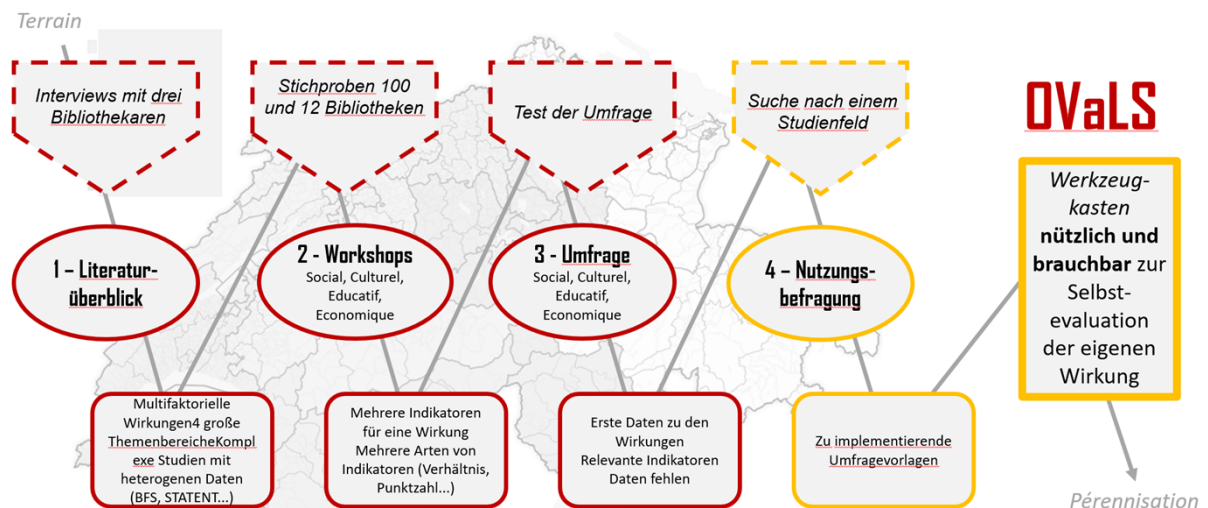 Terrain
Interviews mit drei
Bibliothekaren
Stichproben 100
und 12 Bibliotheken
Test der Umfrage
Suche nach einem
Studienfeld
OVaLS
1 – Literatur-
überblick
2 - Workshops
Social, Culturel,
Educatif,
Economique
3 - Umfrage
Social, Culturel,
Educatif,
Economique
4 – Nutzungs-
befragung
Werkzeug-
kasten
nützlich und
brauchbar zur
Selbst-
evaluation
der eigenen
Wirkung
Multifaktorielle
Wirkungen4 große
ThemenbereicheKompl
exe Studien mit
heterogenen Daten
(BFS, STATENT...)
Mehrere Indikatoren
für eine Wirkung
Mehrere Arten von
Indikatoren (Verhältnis,
Punktzahl...)
Erste Daten zu den
Wirkungen
Relevante Indikatoren
Daten fehlen
Zu implementierende
Umfragevorlagen
Pérennisation